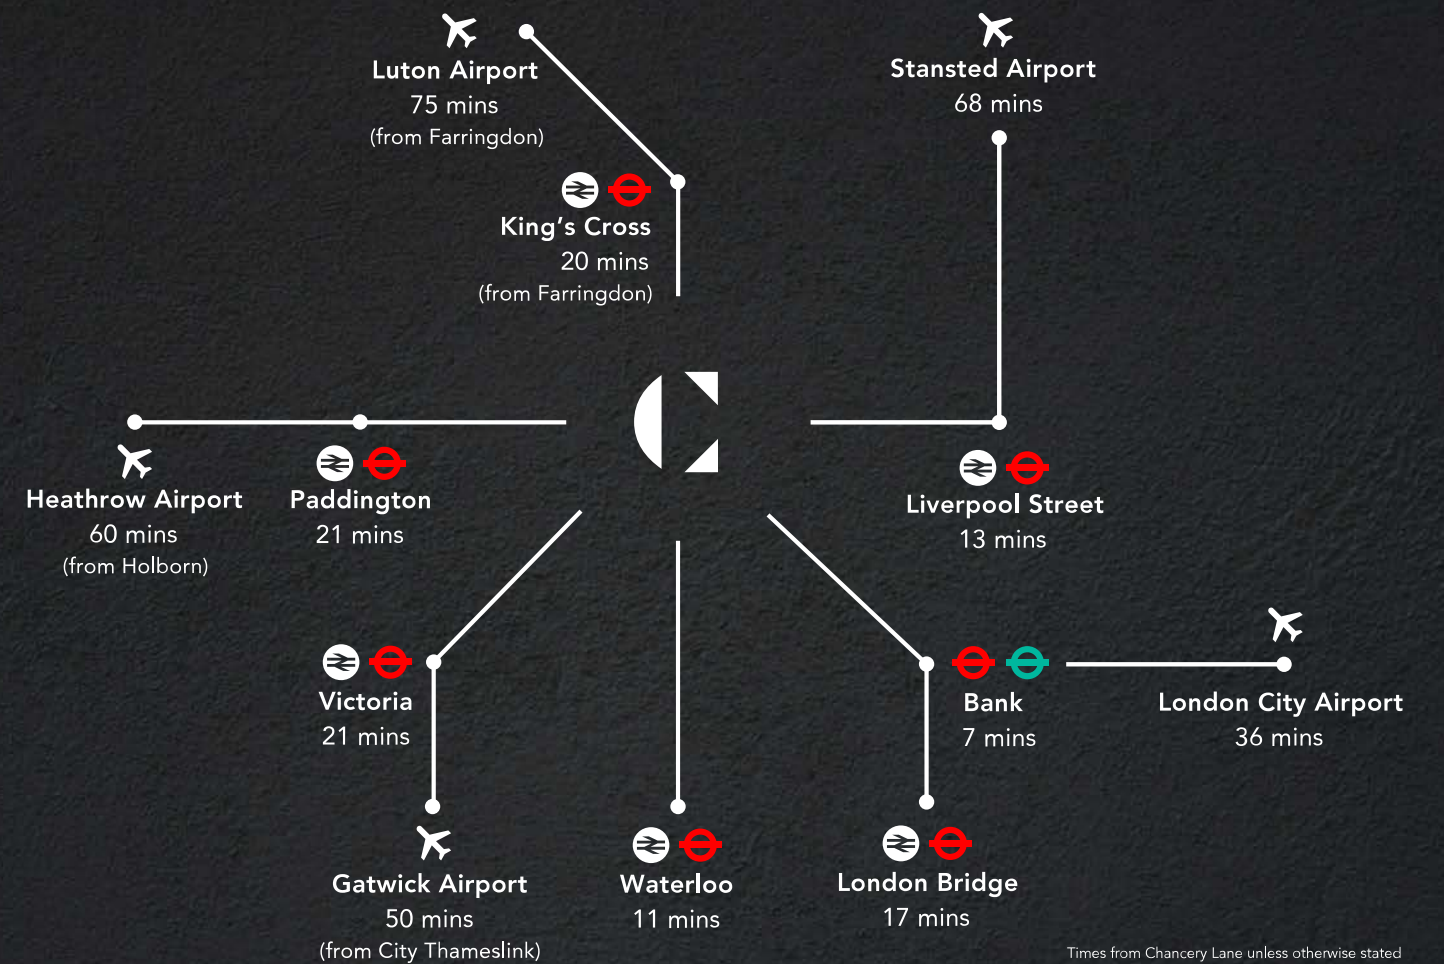 Luton Airport
75 mins
(from Farringdon)
Stansted Airport
68 mins
King's Cross
20 mins
(from Farringdon)
Heathrow Airport
60 mins
(from Holborn)
Paddington
21 mins
Liverpool Street
13 mins
Victoria
21 mins
Bank
7 mins
London City Airport
36 mins
Gatwick Airport
50 mins
(from City Thameslink)
Waterloo
11 mins
London Bridge
17 mins
Times from Chancery Lane unless otherwise stated